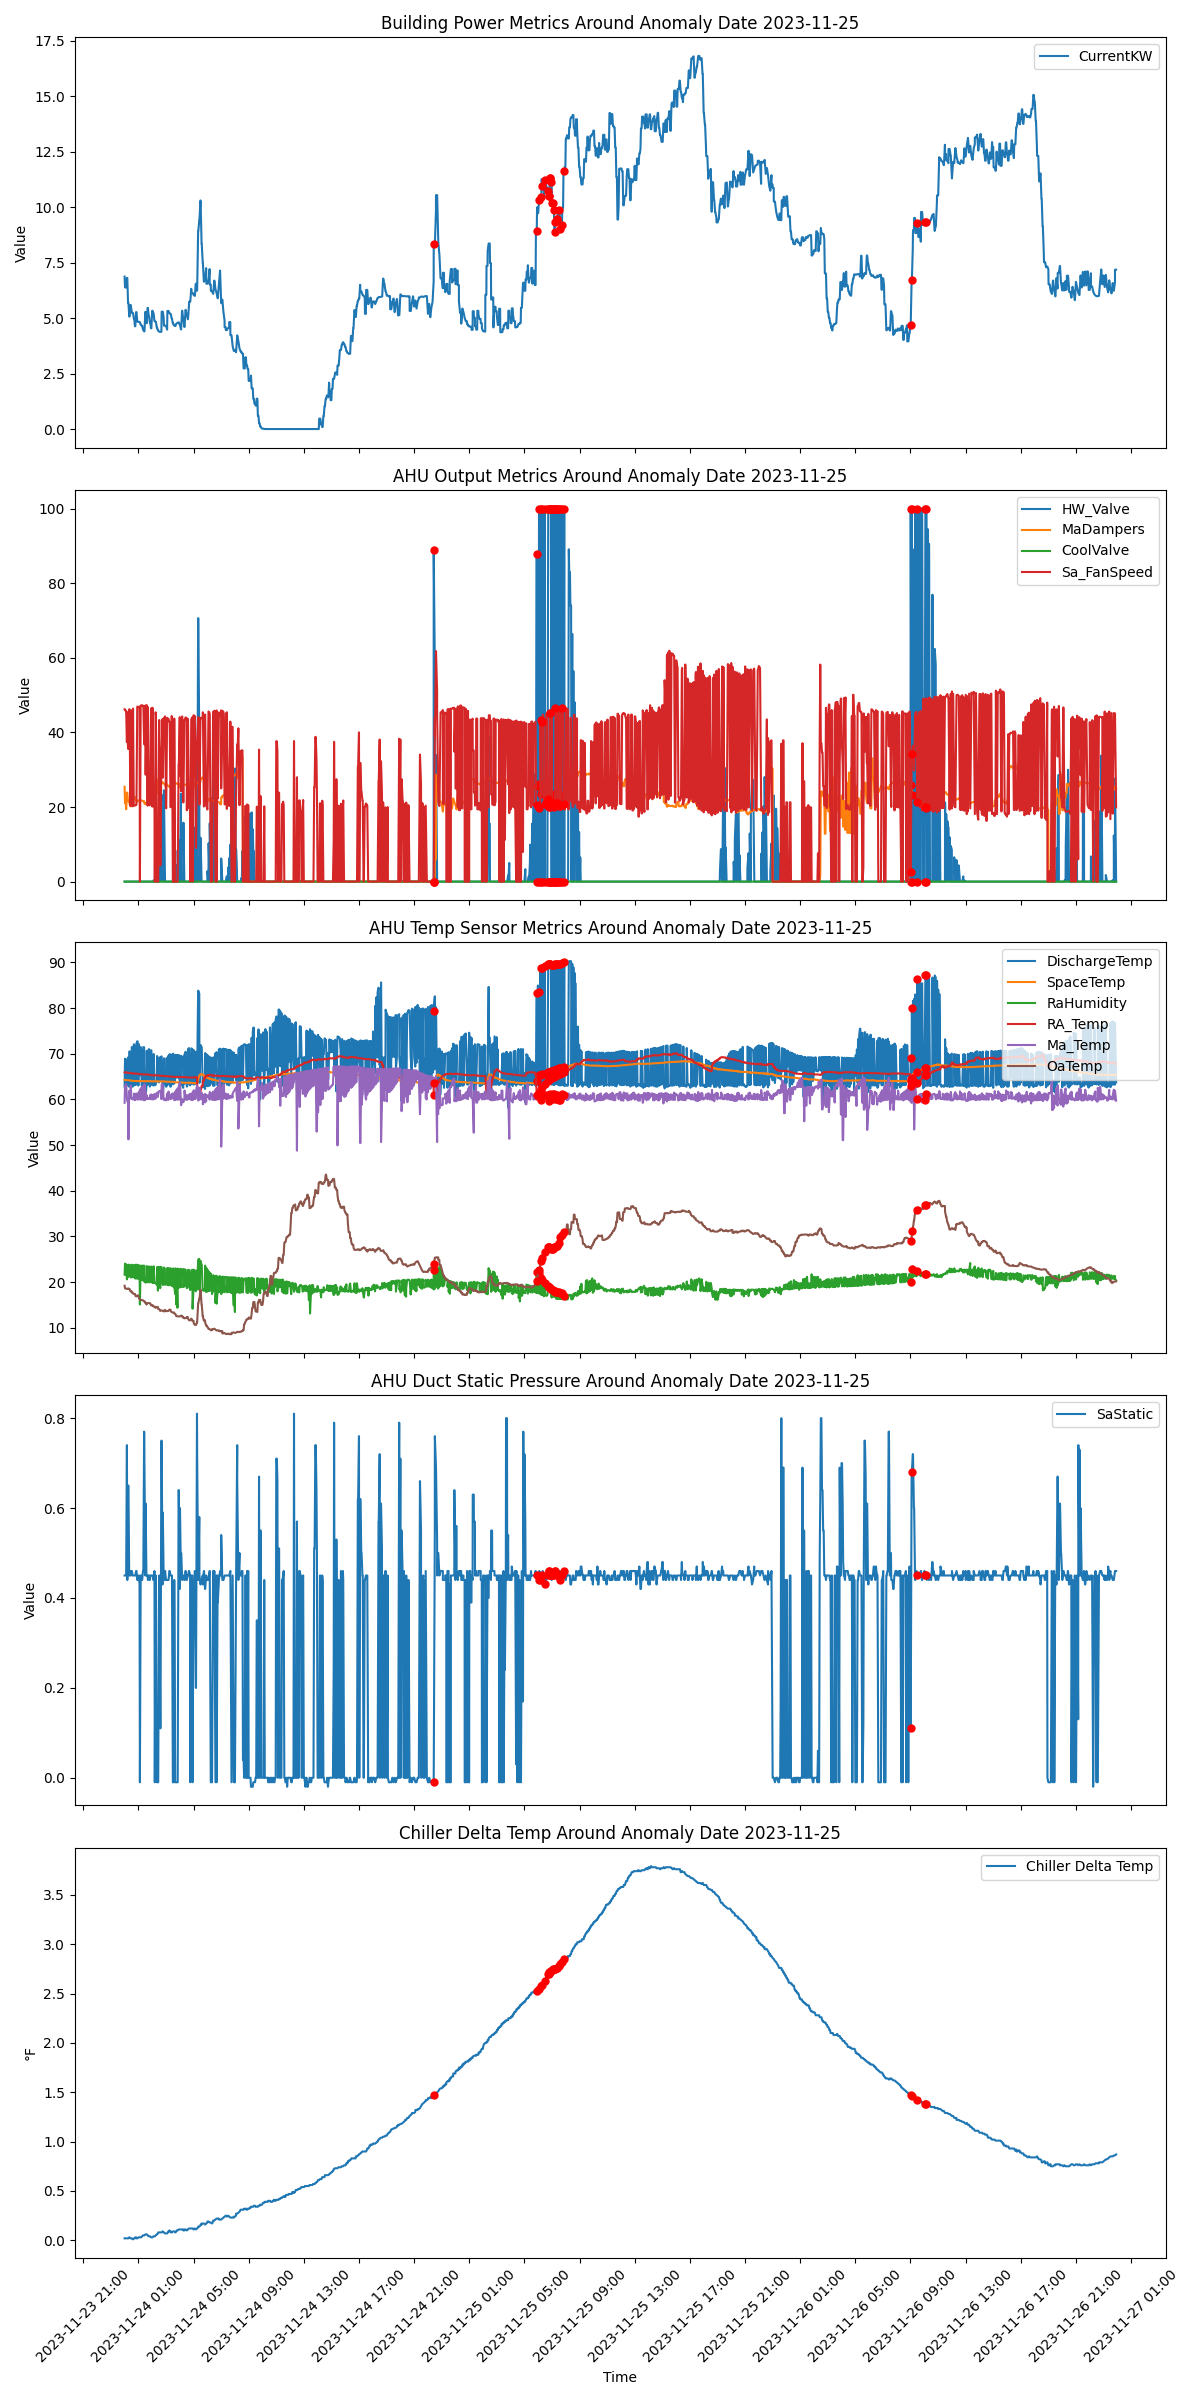 Building Power Metrics Around Anomaly Date 2023-11-25
17.5
15.0
12.5
10.0
7.5
5.0
2.5
0.0
Value
CurrentKW
AHU Output Metrics Around Anomaly Date 2023-11-25
100
80
60
40
20
0
Value
HW_Valve
MaDampers
CoolValve
Sa_FanSpeed
AHU Temp Sensor Metrics Around Anomaly Date 2023-11-25
90
80
70
60
50
40
30
20
10
Value
DischargeTemp
SpaceTemp
RaHumidity
RA_Temp
Ma_Temp
OaTemp
AHU Duct Static Pressure Around Anomaly Date 2023-11-25
0.8
0.6
0.4
0.2
0.0
Value
SaStatic
Chiller Delta Temp Around Anomaly Date 2023-11-25
3.5
3.0
2.5
2.0
1.5
1.0
0.5
0.0
°F
Chiller Delta Temp
2023-11-23 21:00
2023-11-24 01:00
2023-11-24 05:00
2023-11-24 09:00
2023-11-24 13:00
2023-11-24 17:00
2023-11-24 21:00
2023-11-25 01:00
2023-11-25 05:00
2023-11-25 09:00
2023-11-25 13:00
2023-11-25 17:00
2023-11-25 21:00
2023-11-26 01:00
2023-11-26 05:00
2023-11-26 09:00
2023-11-26 13:00
2023-11-26 17:00
2023-11-26 21:00
2023-11-27 01:00
Time